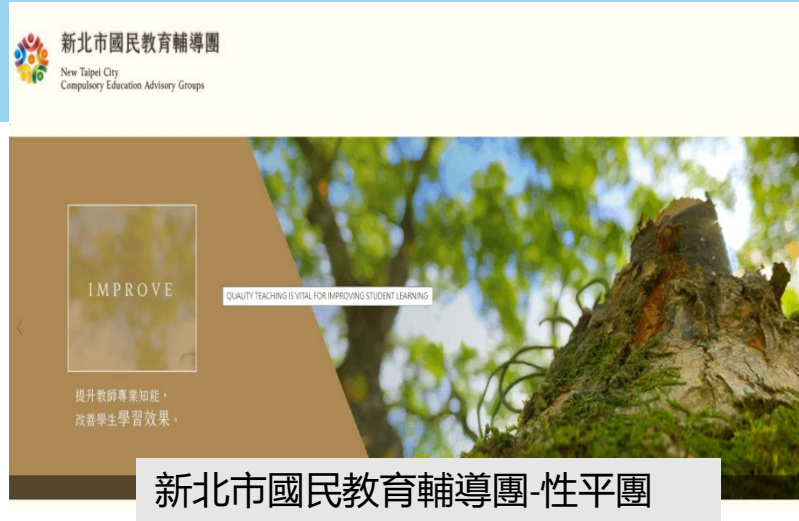 新北市國民教育輔導團
New Taipei City
Compulsory Education Advisory Groups
IMPROVE
QUALITY TEACHING IS VITAL FOR IMPROVING STUDENT LEARNING
提升教師專業知能，
改善學生學習效果。
新北市國民教育輔導團-性平團